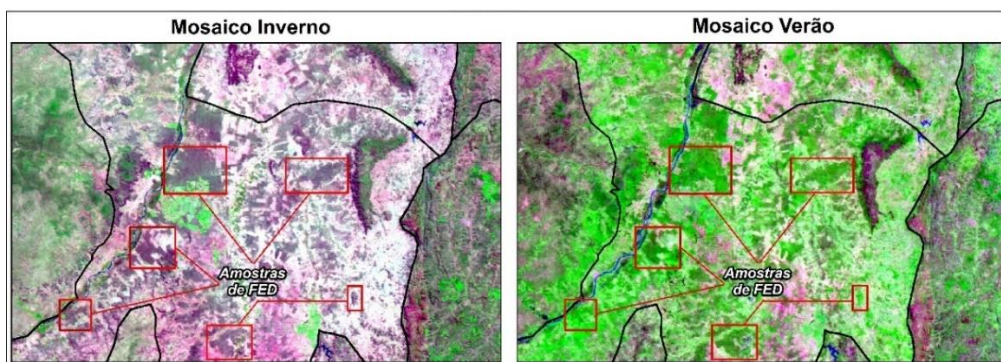 Mosaico Inverno
Mosaico Verão
Amostras
de FED
Amostras
de FED